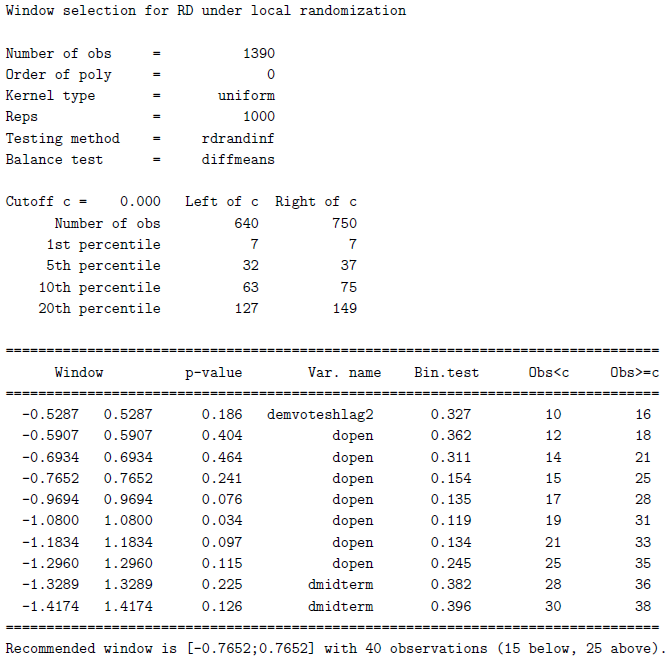 Window selection for RD under local randomization
Number of obs = 1390
Order of poly = 0
Kernel type = uniform
Reps = 1000
Testing method = rdrandinf
Balance test = diffmeans
Cutoff c = 0.000 Left of c Right of c
Number of obs 640 750
1st percentile 7 7
5th percentile 32 37
10th percentile 63 75
20th percentile 127 149
================================================================================
Window p-value Var. name Bin.test Obs<c Obs>=c
================================================================================
-0.5287 0.5287 0.186 demvoteshlag2 0.327 10 16
-0.5907 0.5907 0.404 dopen 0.362 12 18
-0.6934 0.6934 0.464 dopen 0.311 14 21
-0.7652 0.7652 0.241 dopen 0.154 15 25
-0.9694 0.9694 0.076 dopen 0.135 17 28
-1.0800 1.0800 0.034 dopen 0.119 19 31
-1.1834 1.1834 0.097 dopen 0.134 21 33
-1.2960 1.2960 0.115 dopen 0.245 25 35
-1.3289 1.3289 0.225 dmidterm 0.382 28 36
-1.4174 1.4174 0.126 dmidterm 0.396 30 38
================================================================================
Recommended window is [-0.7652;0.7652] with 40 observations (15 below, 25 above).